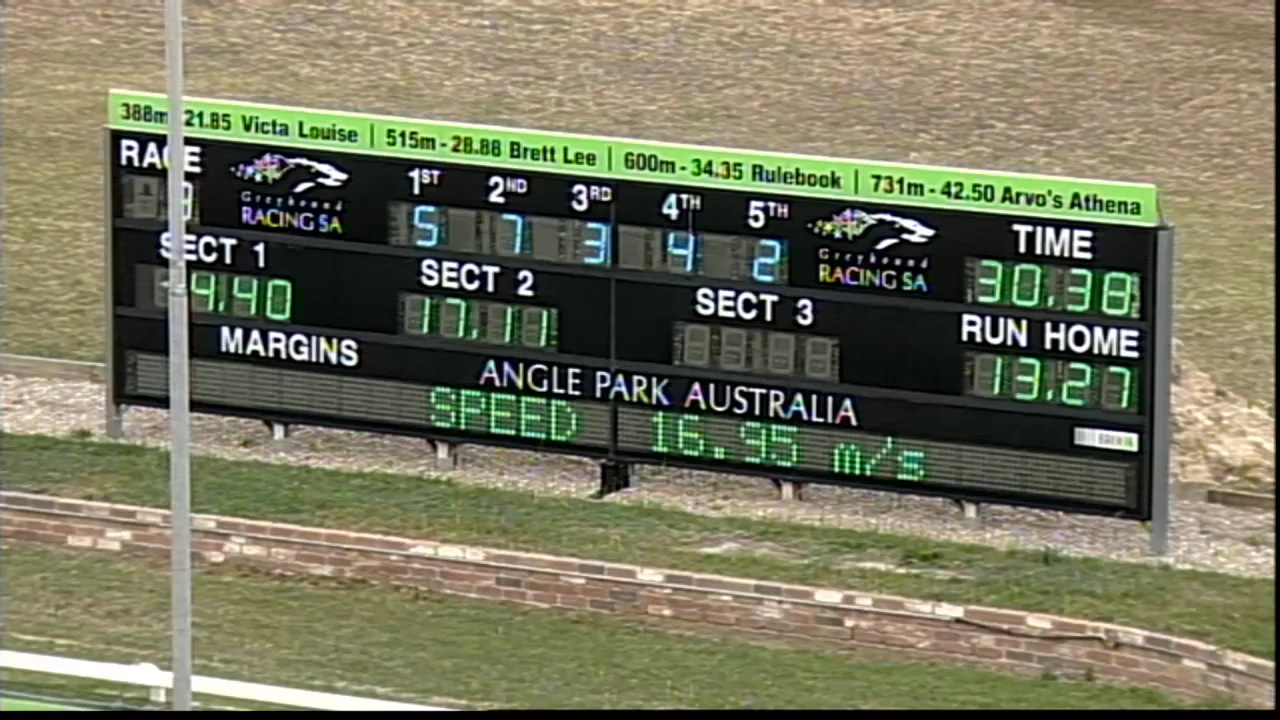 388m - 21.85 Victa Louise | 515m - 28.88 Brett Lee | 600m - 34.35 Rulebook | 731m - 42.50 Arvo's Athena
RACE
Greyhound
RACING SA
1ST 2ND 3RD 4TH 5TH
5 7 3 4 2
Greyhound
RACING SA
TIME
30.38
SECT 1
4.40
SECT 2
17.11
SECT 3
RUN HOME
13.27
MARGINS
ANGLE PARK AUSTRALIA
SPEED 16.95 m/s